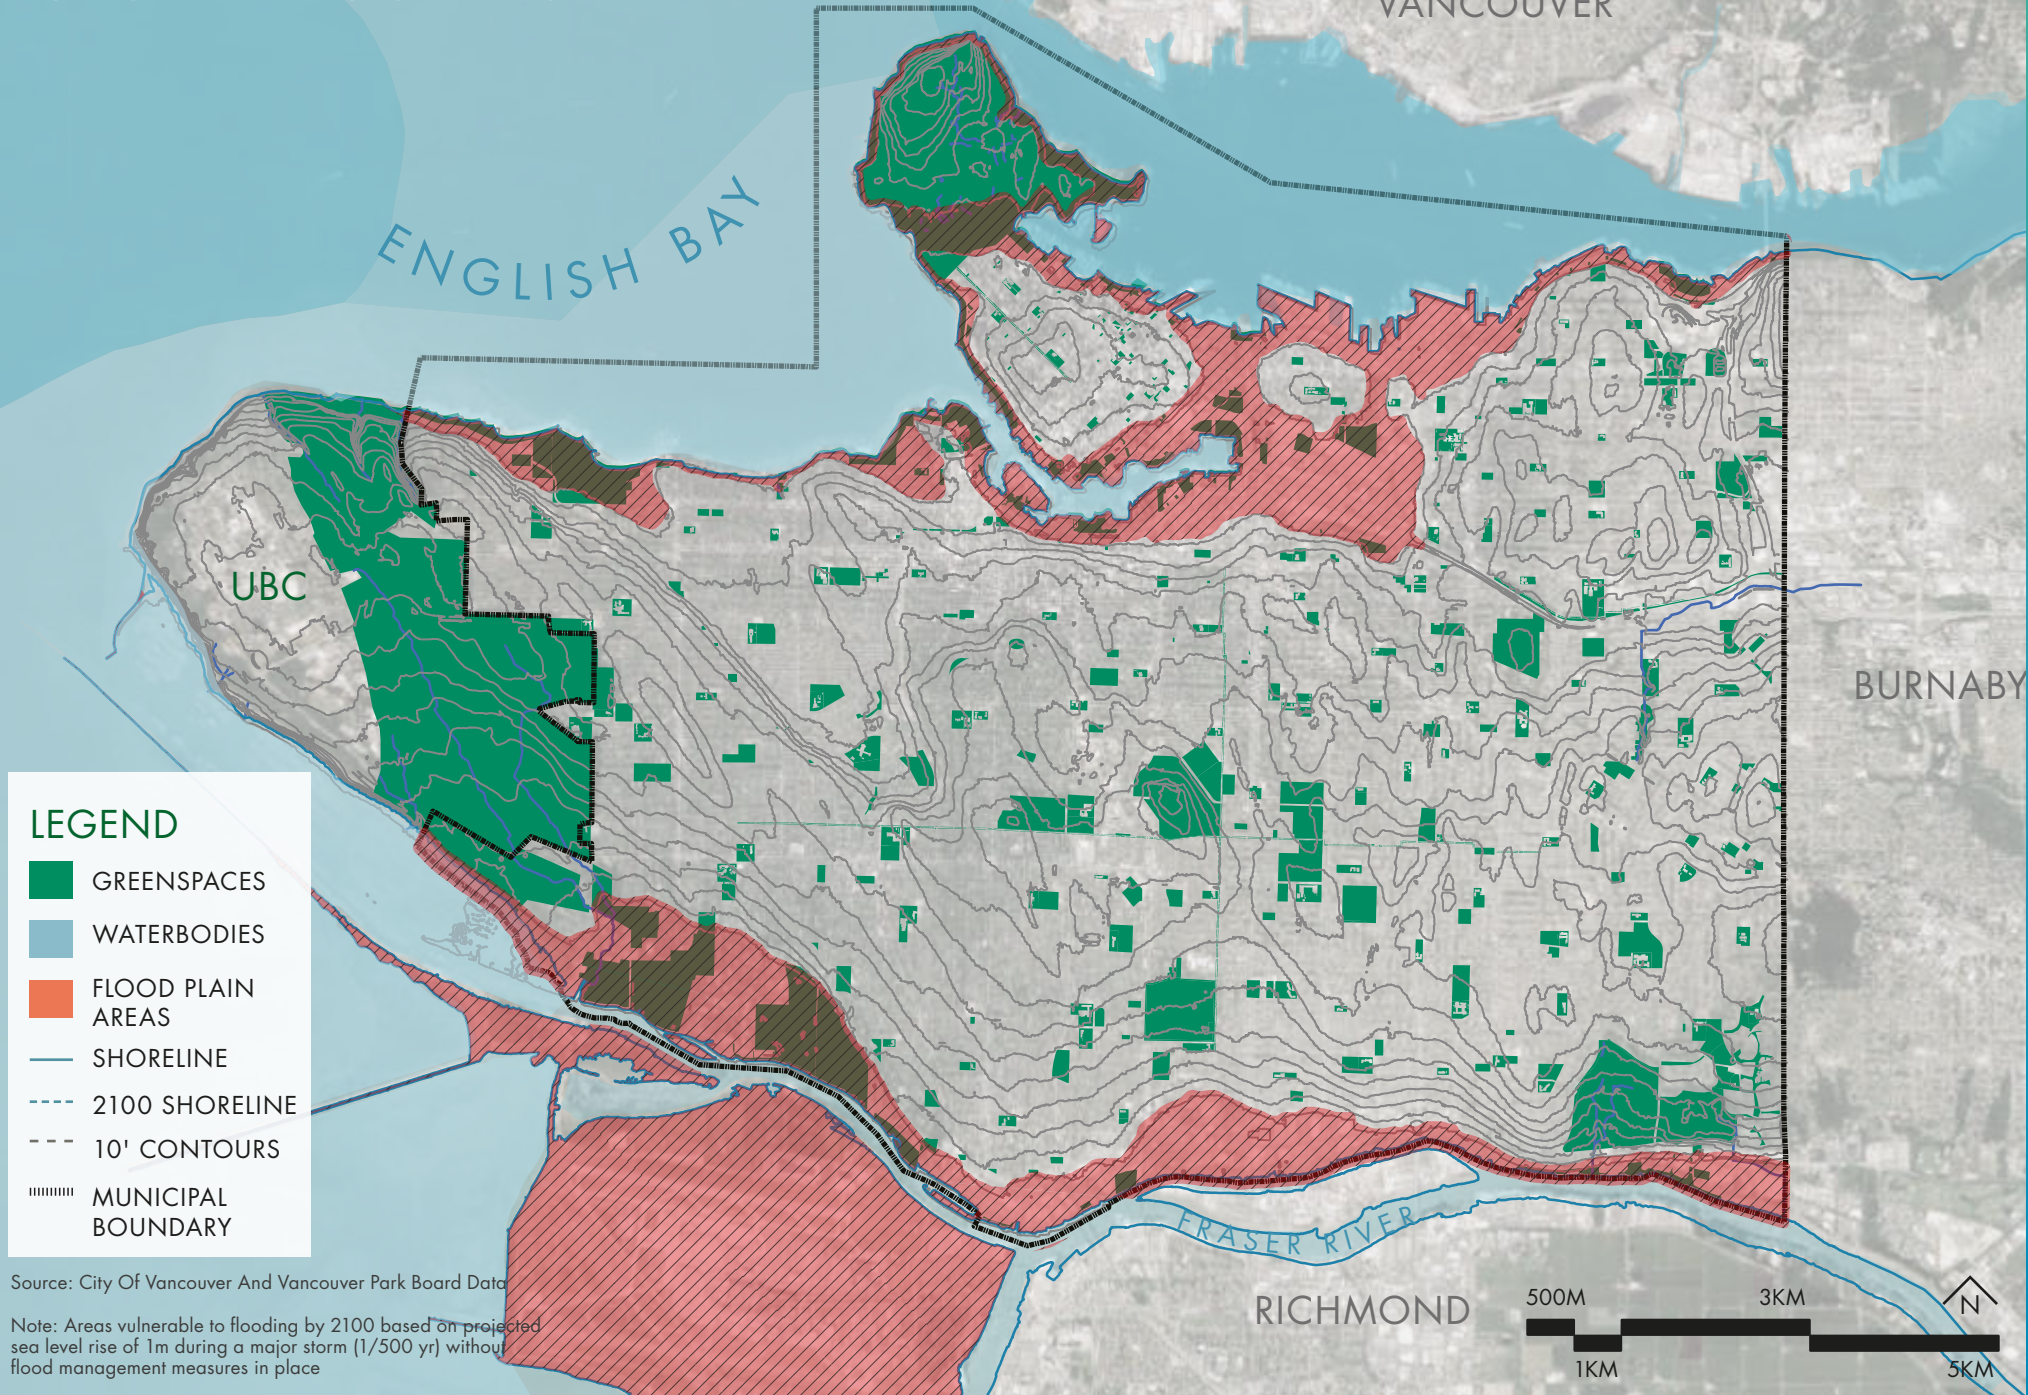 VANCOUVER
ENGLISH BAY
UBC
BURNABY
LEGEND
GREENSPACES
WATERBODIES
FLOOD PLAIN
AREAS
SHORELINE
2100 SHORELINE
10' CONTOURS
MUNICIPAL
BOUNDARY
FRASER RIVER
RICHMOND
Source: City Of Vancouver And Vancouver Park Board Data
Note: Areas vulnerable to flooding by 2100 based on projected
sea level rise of 1m during a major storm (1/500 yr) without
flood management measures in place
500M
3KM
N
1KM
5KM